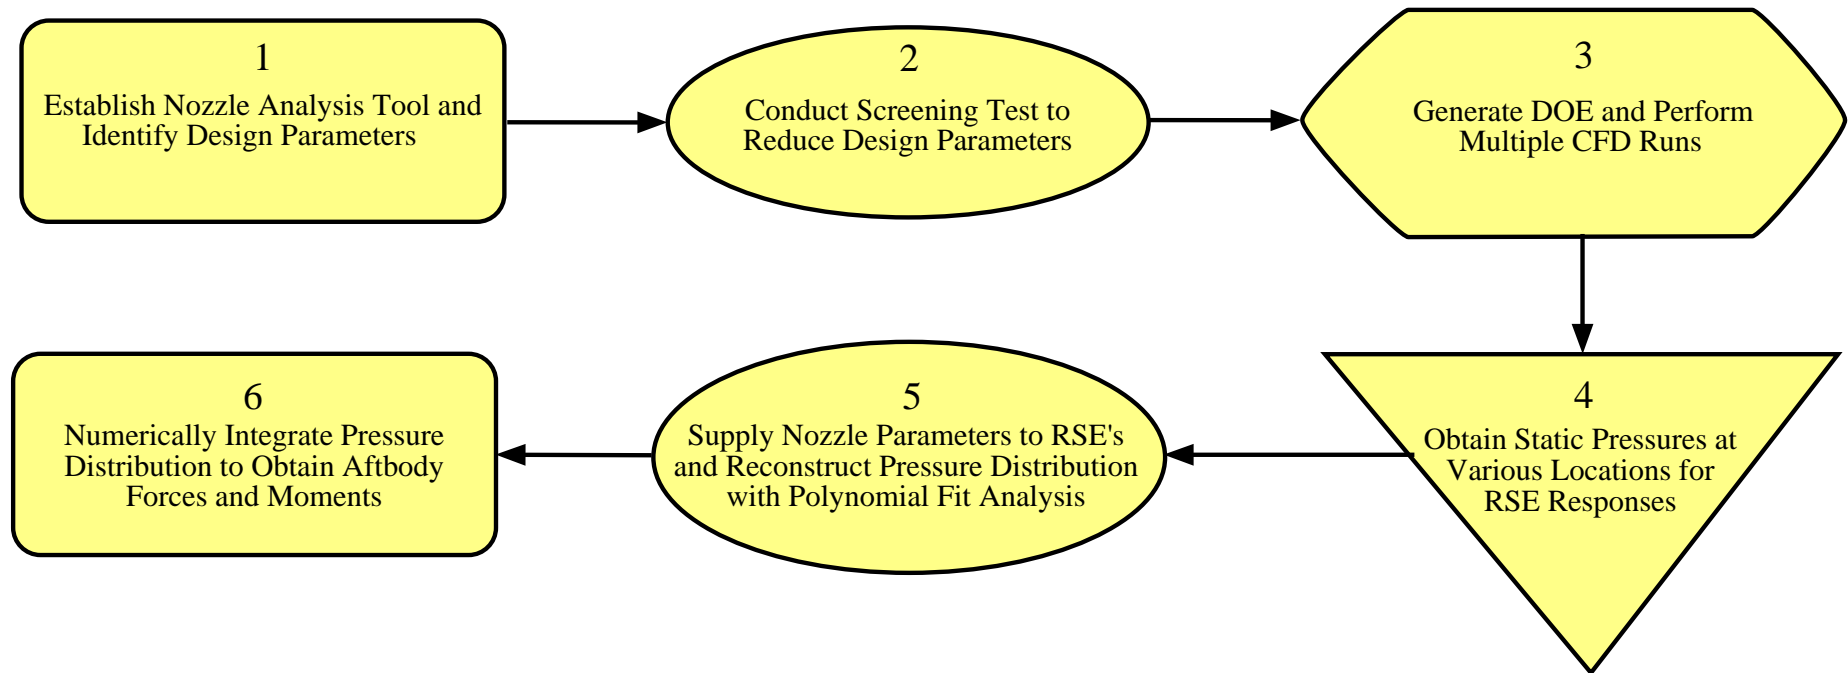 1
Establish Nozzle Analysis Tool and
Identify Design Parameters
2
Conduct Screening Test to
Reduce Design Parameters
3
Generate DOE and Perform
Multiple CFD Runs
4
Obtain Static Pressures at
Various Locations for
RSE Responses
5
Supply Nozzle Parameters to RSE's
and Reconstruct Pressure Distribution
with Polynomial Fit Analysis
6
Numerically Integrate Pressure
Distribution to Obtain Aftbody
Forces and Moments